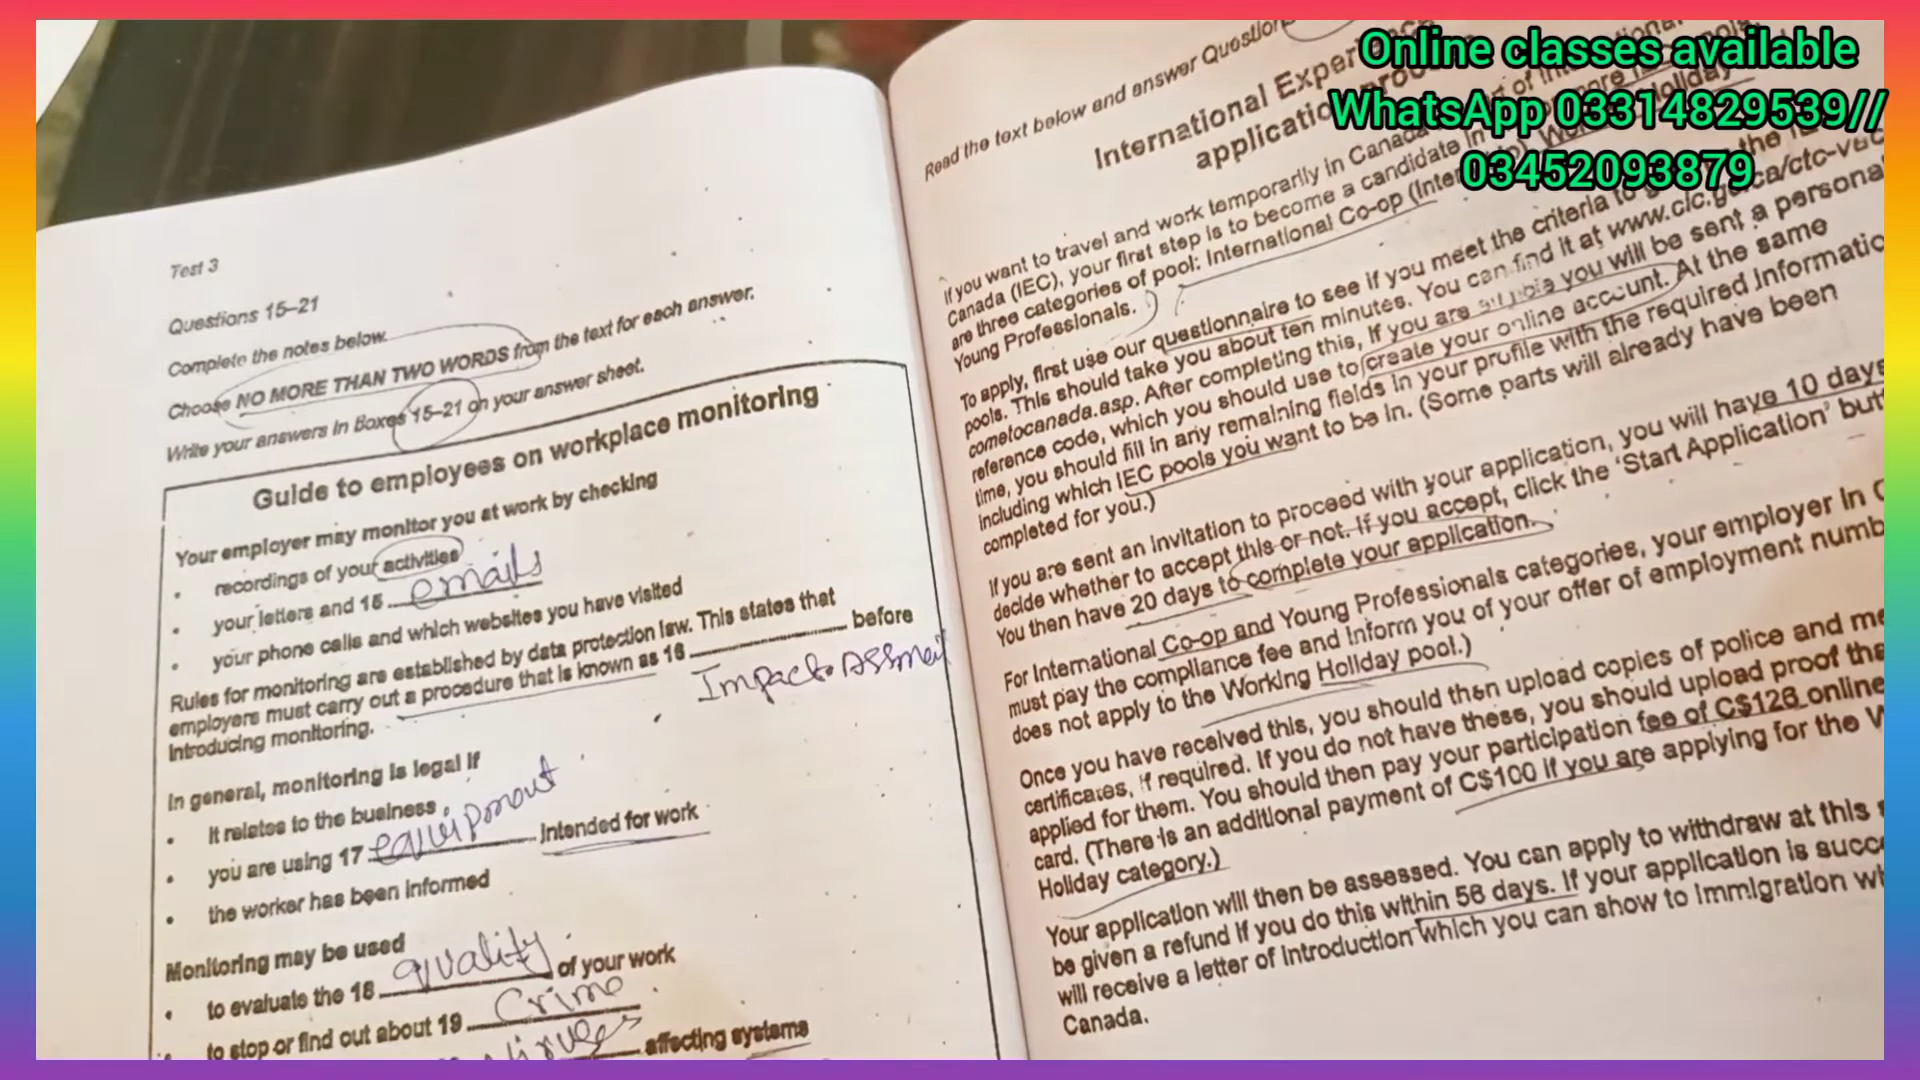 Online classes available
WhatsApp 03314829539//
03452093879
Test 3
Questions 15–21
Complete the notes below.
Choose NO MORE THAN TWO WORDS from the text for each answer.
Write your answers in Boxes 15–21 on your answer sheet.
Guide to employees on workplace monitoring
Your employer may monitor you at work by checking
• recordings of your activities
• your letters and 15 emails
• your phone calls and which websites you have visited
Rules for monitoring are established by data protection law. This states that
employers must carry out a procedure that is known as 16 before
introducing monitoring.
Impact
In general, monitoring is legal if
• it relates to the business
• you are using 17 intended for work
• the worker has been informed
Monitoring may be used
• to evaluate the 18 quality of your work
• to stop or find out about 19 Crime
viruses affecting systems
Read the text below and answer
International
If you want to travel and work temporarily in Canada
Canada (IEC), your first step is to become a candidate in
are three categories of pool: International Co-op
Young Professionals.
To apply, first use our questionnaire to see if you meet the criteria to
pools. This should take you about ten minutes. You can find it at
cometocanada.asp. After completing this, if you are you will be sent a
reference code, which you should use to create your online account. At the same
time, you should fill in any remaining fields in your profile with the required
including which IEC pools you want to be in. (Some parts will already have been
completed for you.)
If you are sent an invitation to proceed with your application, you will have 10 days
decide whether to accept this or not. If you accept, click the ‘Start Application’
You then have 20 days to complete your application.
For International Co-op and Young Professionals categories, your employer in
must pay the compliance fee and inform you of your offer of employment
does not apply to the Working Holiday pool.)
Once you have received this, you should then upload copies of police and
certificates, if required. If you do not have these, you should upload proof
applied for them. You should then pay your participation fee of C$126 online
card. (There is an additional payment of C$100 if you are applying for the
Holiday category.)
Your application will then be assessed. You can apply to withdraw at this
be given a refund if you do this within 56 days. If your application is
will receive a letter of introduction which you can show to immigration
Canada.